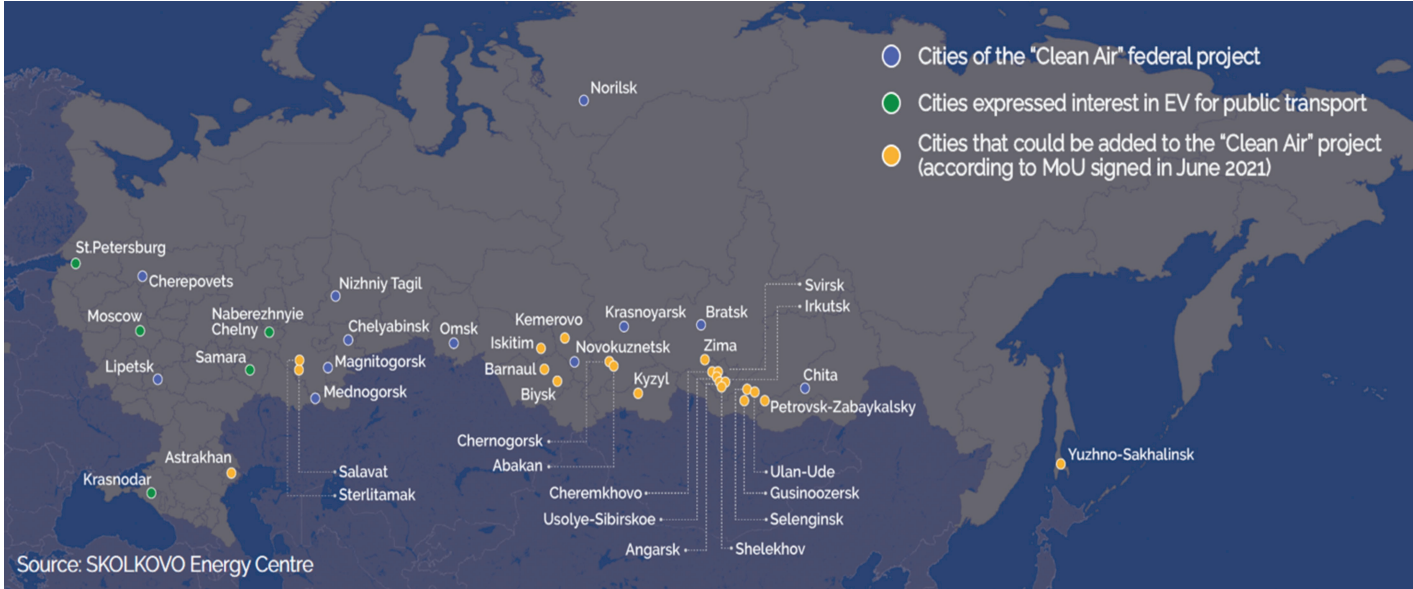 Cities of the “Clean Air” federal project
Cities expressed interest in EV for public transport
Cities that could be added to the “Clean Air” project
(according to MoU signed in June 2021)
Norilsk
St.Petersburg
Cherepovets
Nizhniy Tagil
Svirsk
Irkutsk
Moscow
Naberezhnyie
Chelny
Chelyabinsk
Omsk
Kemerovo
Krasnoyarsk
Bratsk
Iskitim
Novokuznetsk
Zima
Lipetsk
Samara
Magnitogorsk
Barnaul
Kyzyl
Chita
Mednogorsk
Biysk
Petrovsk-Zabaykalsky
Chernogorsk
Astrakhan
Abakan
Yuzhno-Sakhalinsk
Krasnodar
Salavat
Ulan-Ude
Sterlitamak
Cheremkhovo
Gusinoozersk
Usolye-Sibirskoe
Selenginsk
Angarsk
Shelekhov
Source: SKOLKOVO Energy Centre